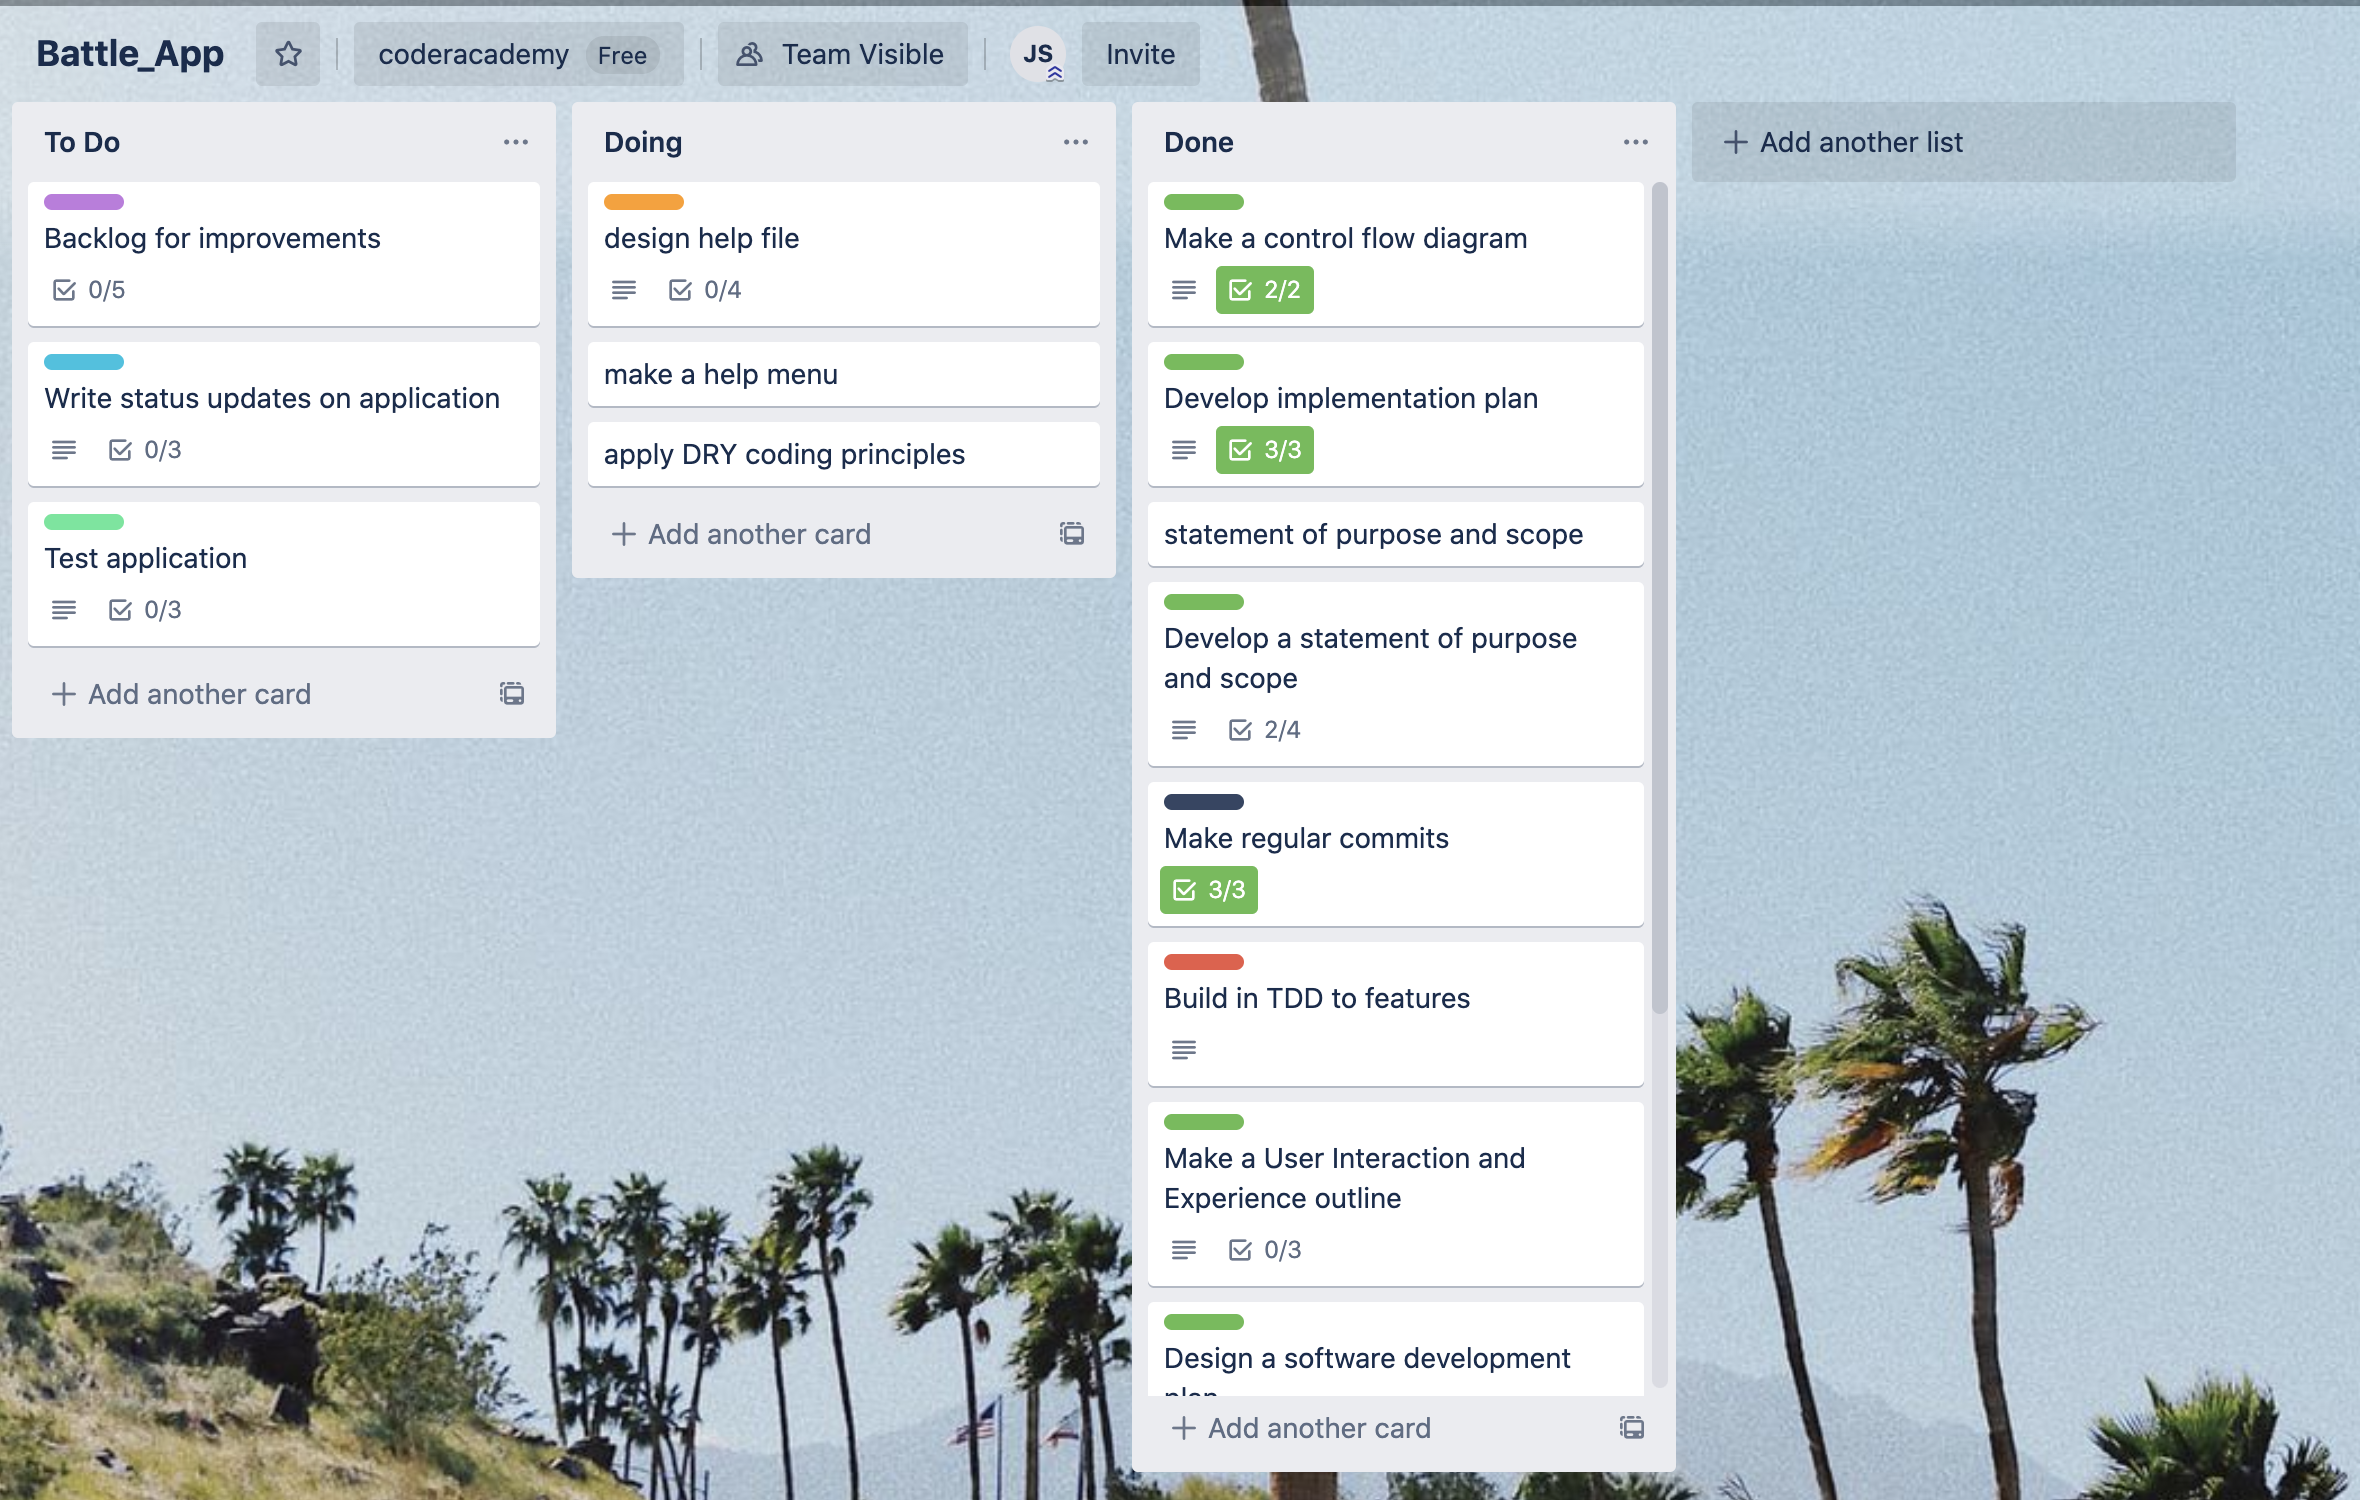 Battle_App
coderacademy Free
Team Visible
JS
Invite
To Do
Backlog for improvements
0/5
Write status updates on application
0/3
Test application
0/3
Add another card
Doing
design help file
0/4
make a help menu
apply DRY coding principles
Add another card
Done
Make a control flow diagram
2/2
Develop implementation plan
3/3
statement of purpose and scope
Develop a statement of purpose
and scope
2/4
Make regular commits
3/3
Build in TDD to features
Make a User Interaction and
Experience outline
0/3
Design a software development
plan
Add another card
Add another list